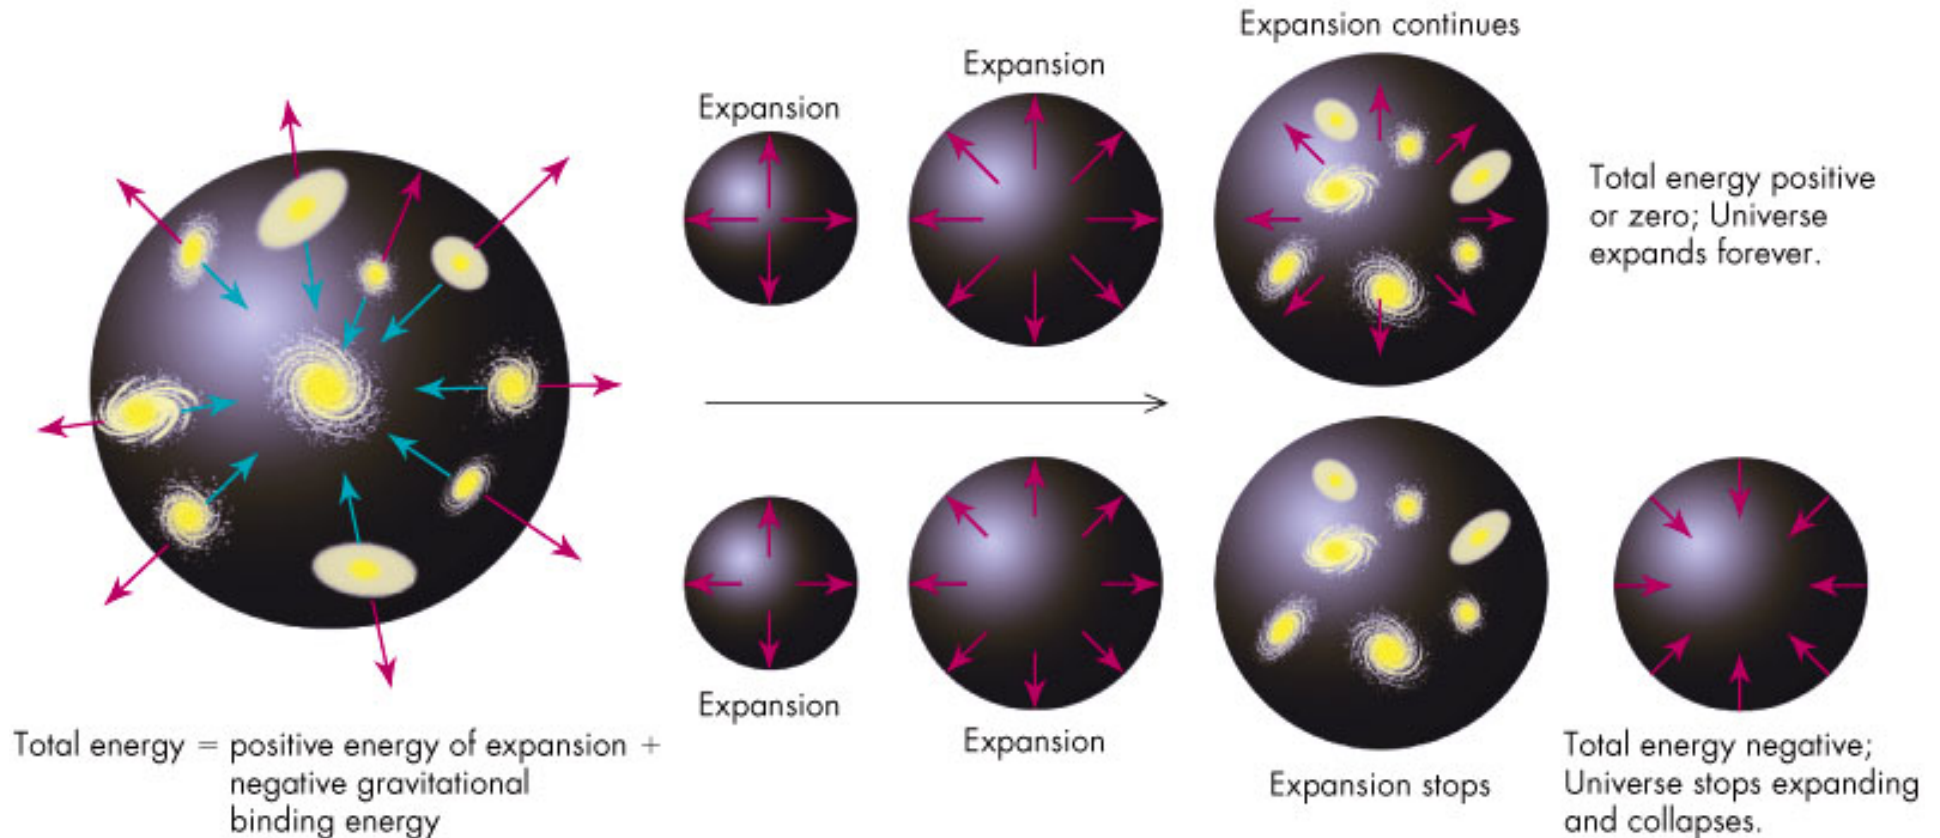 Expansion continues
Expansion
Expansion
Total energy positive
or zero; Universe
expands forever.
Expansion
Expansion
Expansion stops
Total energy = positive energy of expansion +
negative gravitational
binding energy
Total energy negative;
Universe stops expanding
and collapses.